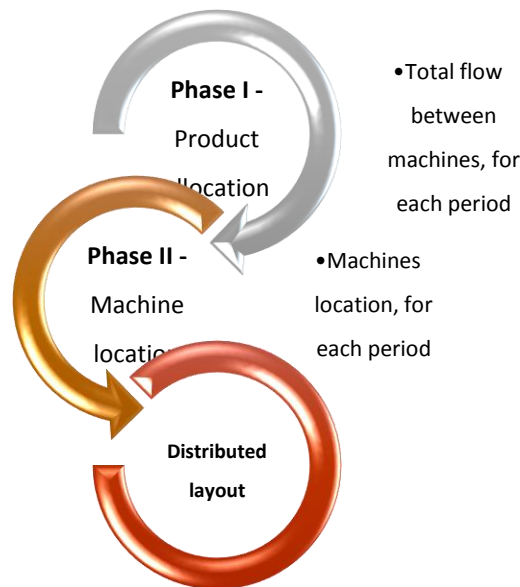 Phase I -
Product
llocation
•Total flow
between
machines, for
each period
Phase II -
Machine
location
•Machines
location, for
each period
Distributed
layout